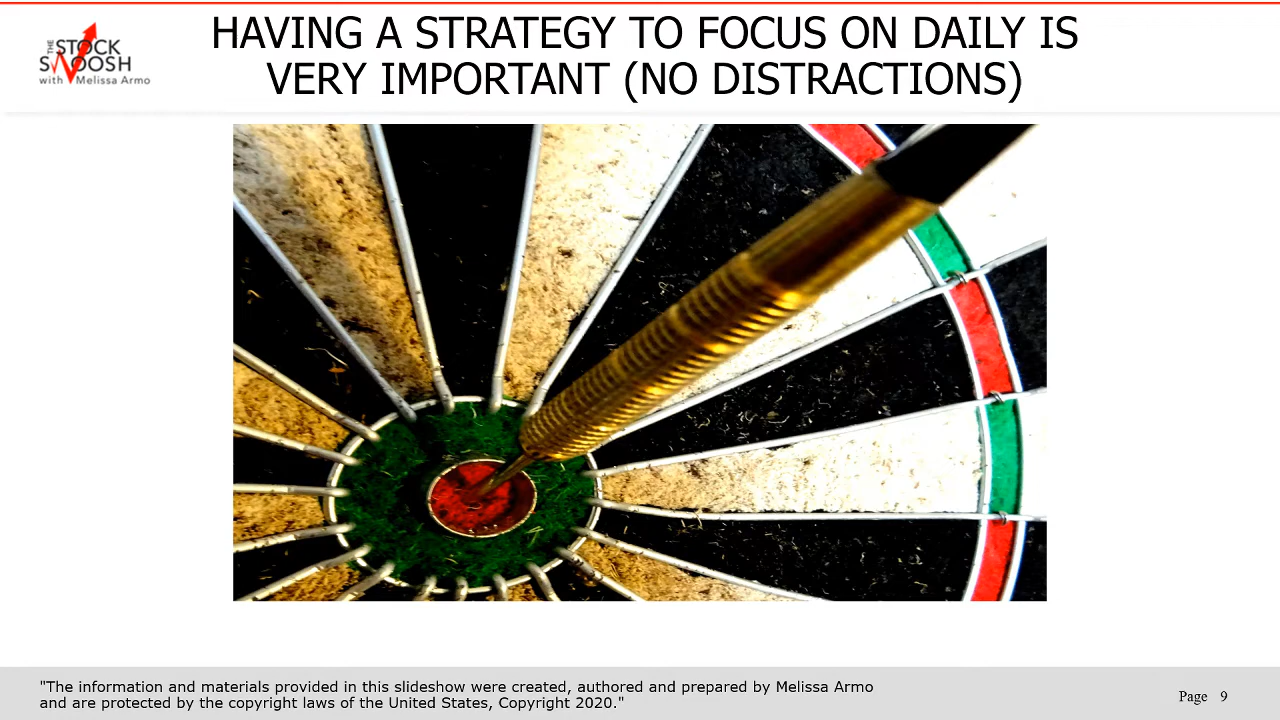 THE
STOCK
SWOOSH
with Melissa Armo
HAVING A STRATEGY TO FOCUS ON DAILY IS
VERY IMPORTANT (NO DISTRACTIONS)
"The information and materials provided in this slideshow were created, authored and prepared by Melissa Armo
and are protected by the copyright laws of the United States, Copyright 2020."
Page 9